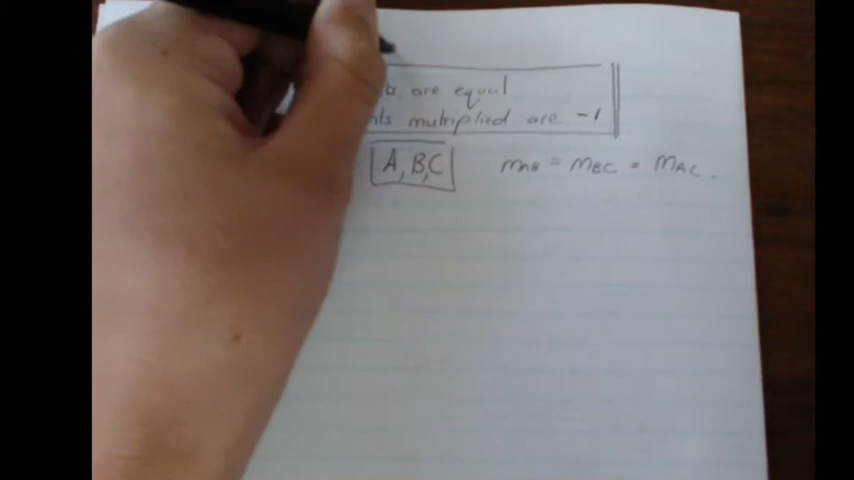 are equal
multiplied are -1
A, B, C mAB = mBC = mAC.